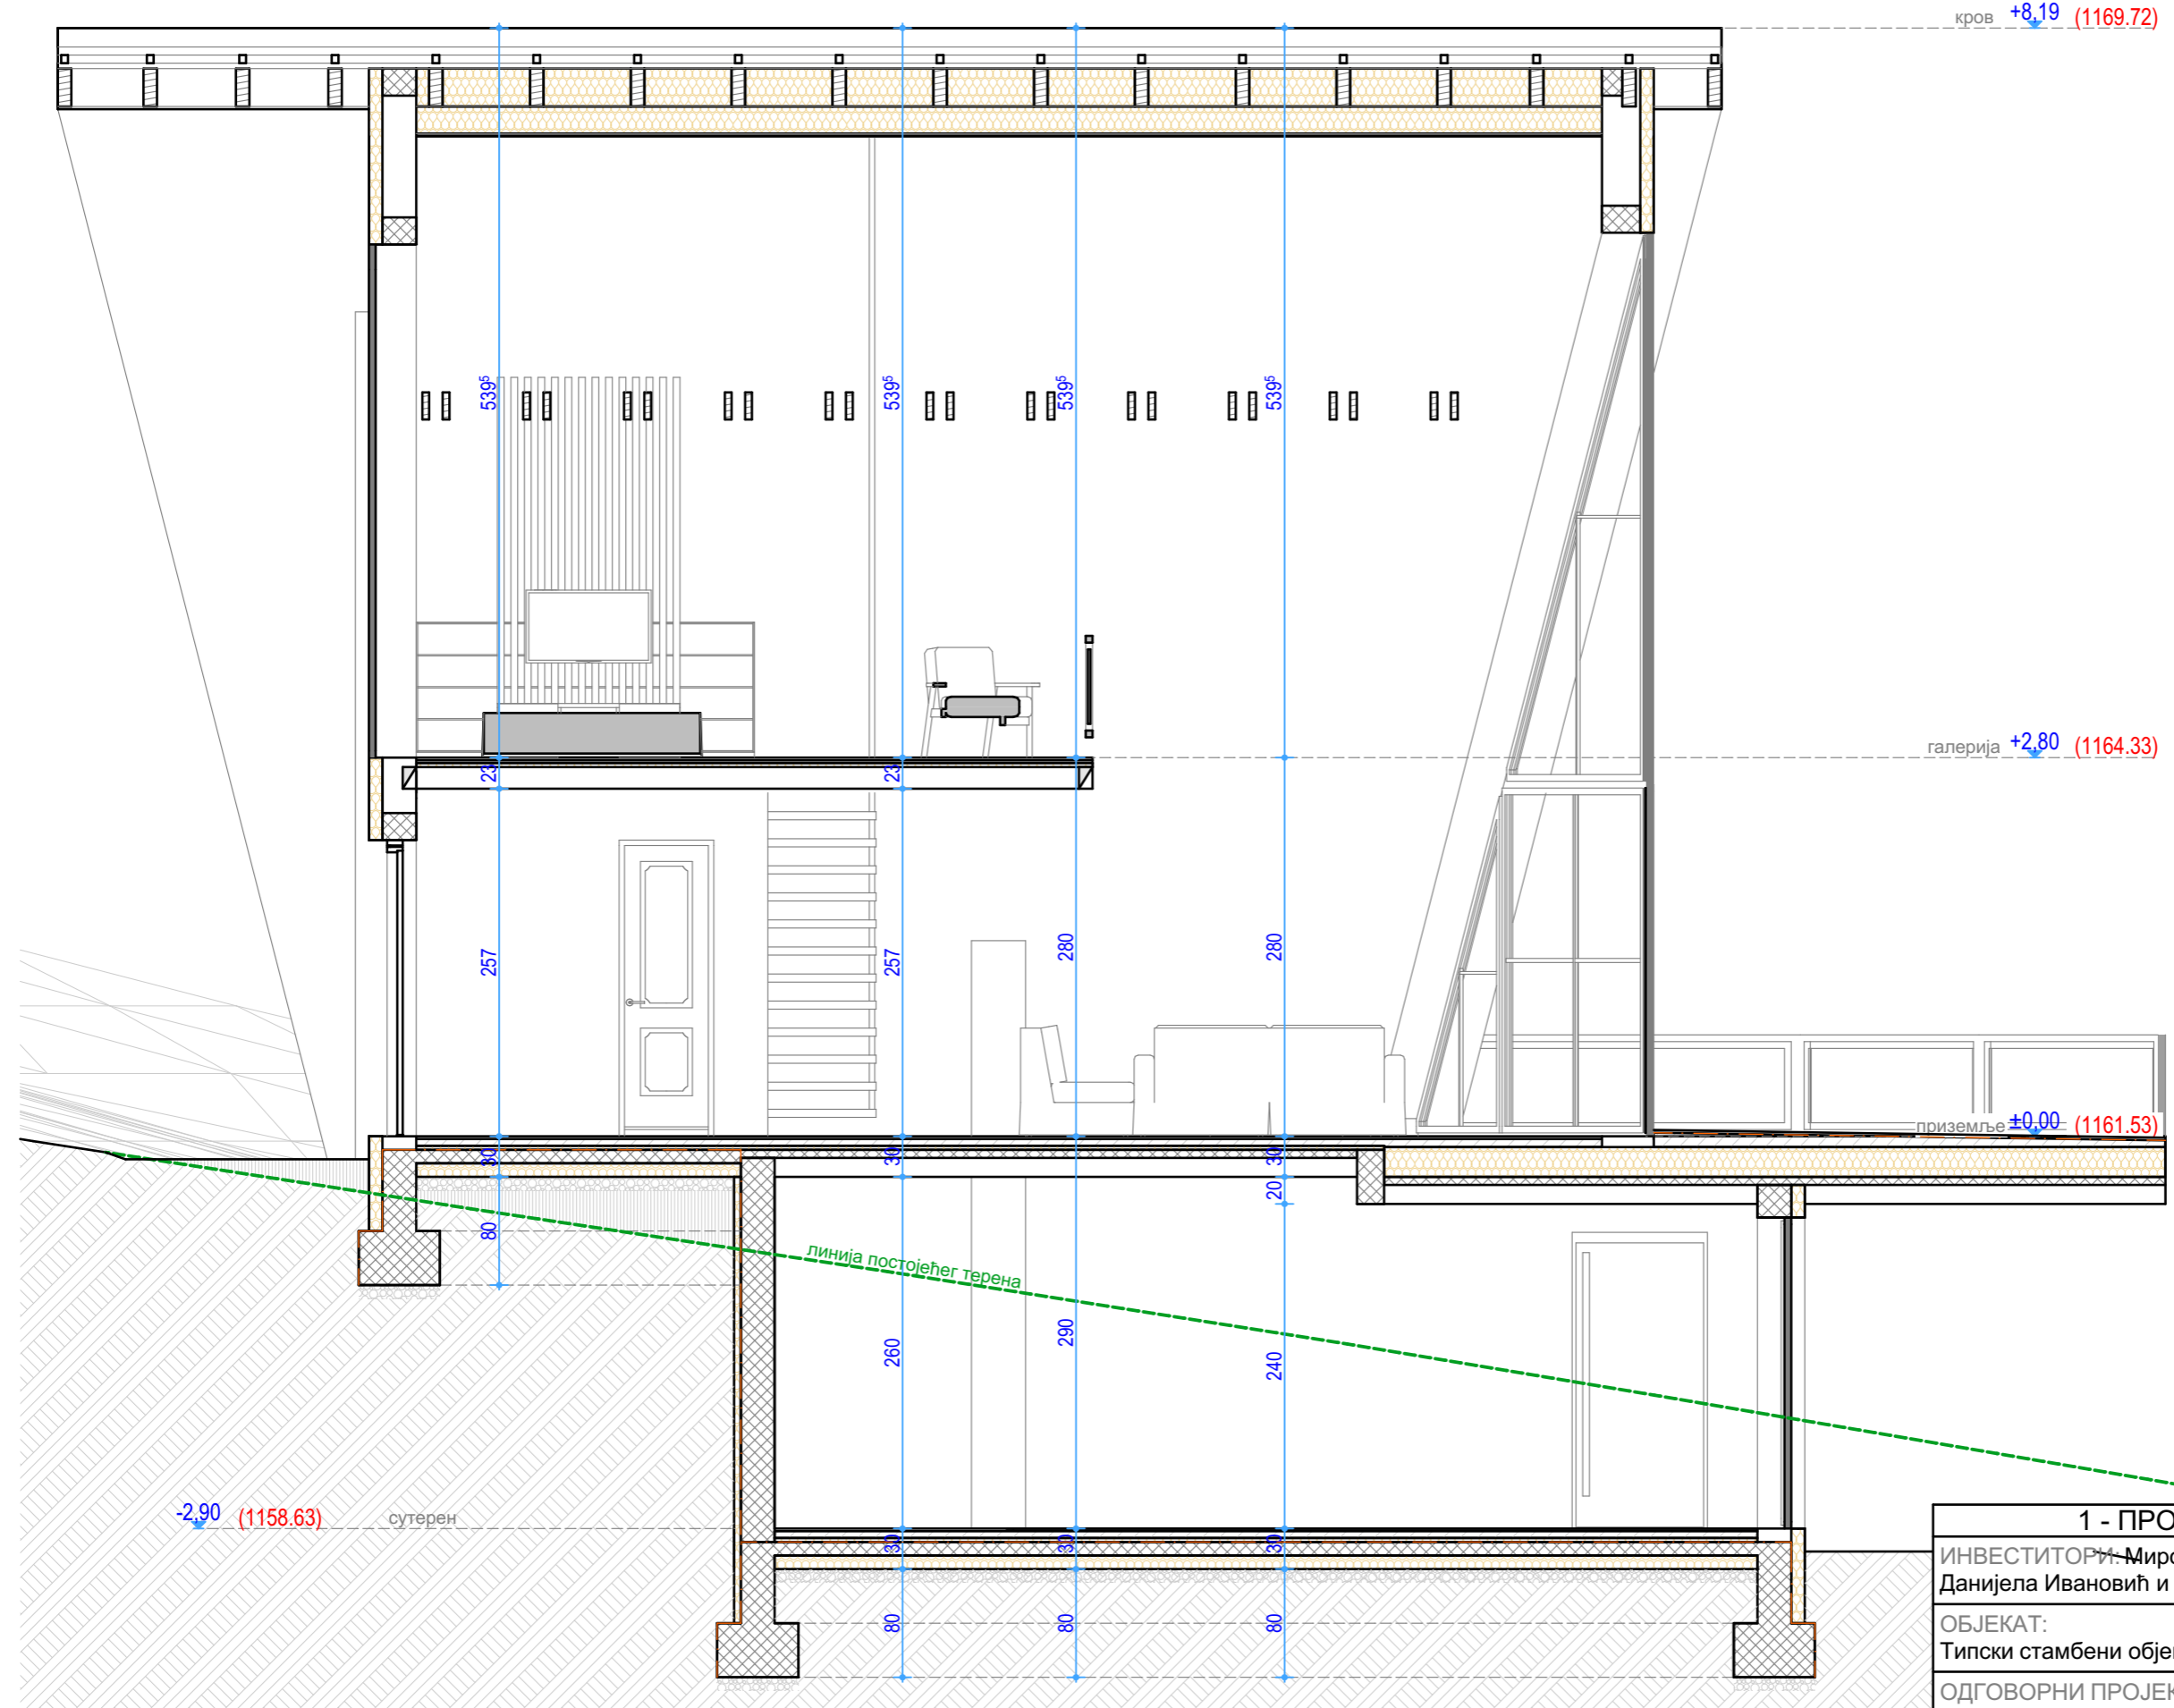 кров +8,19 (1169.72)
539⁵ 539⁵ 539⁵ 539⁵
галерија +2,80 (1164.33)
23 23
257 257 280 280
приземље ±0,00 (1161.53)
30 30 30
20
80
линија постојећег терена
260 290 240
-2,90 (1158.63) сутерен
30 30 30
80 80 80
1 - ПРО
ИНВЕСТИТОРИ: Миро
Данијела Ивановић и
ОБЈЕКАТ:
Типски стамбени обје
ОДГОВОРНИ ПРОЈЕК